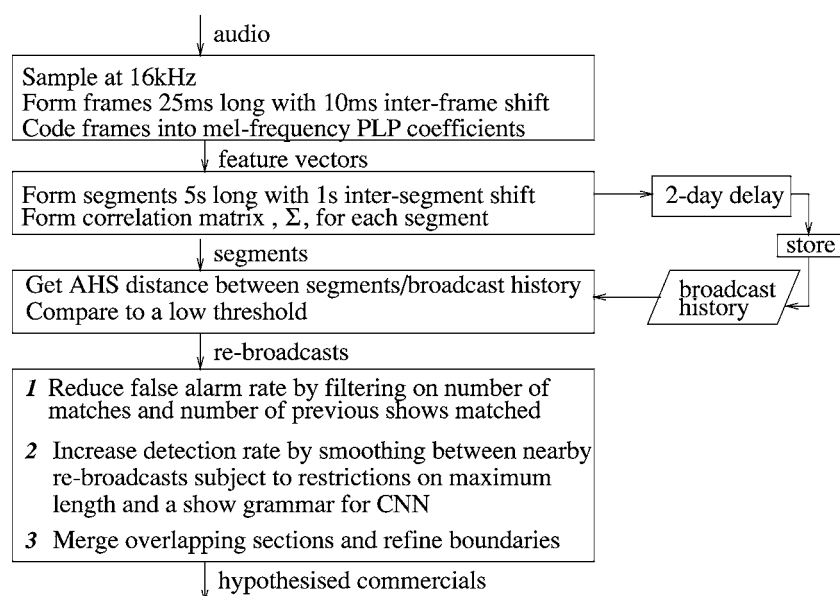 audio
Sample at 16kHz
Form frames 25ms long with 10ms inter-frame shift
Code frames into mel-frequency PLP coefficients
feature vectors
Form segments 5s long with 1s inter-segment shift
Form correlation matrix , Σ, for each segment
2-day delay
store
segments
Get AHS distance between segments/broadcast history
Compare to a low threshold
broadcast
history
re-broadcasts
1 Reduce false alarm rate by filtering on number of
matches and number of previous shows matched
2 Increase detection rate by smoothing between nearby
re-broadcasts subject to restrictions on maximum
length and a show grammar for CNN
3 Merge overlapping sections and refine boundaries
hypothesised commercials